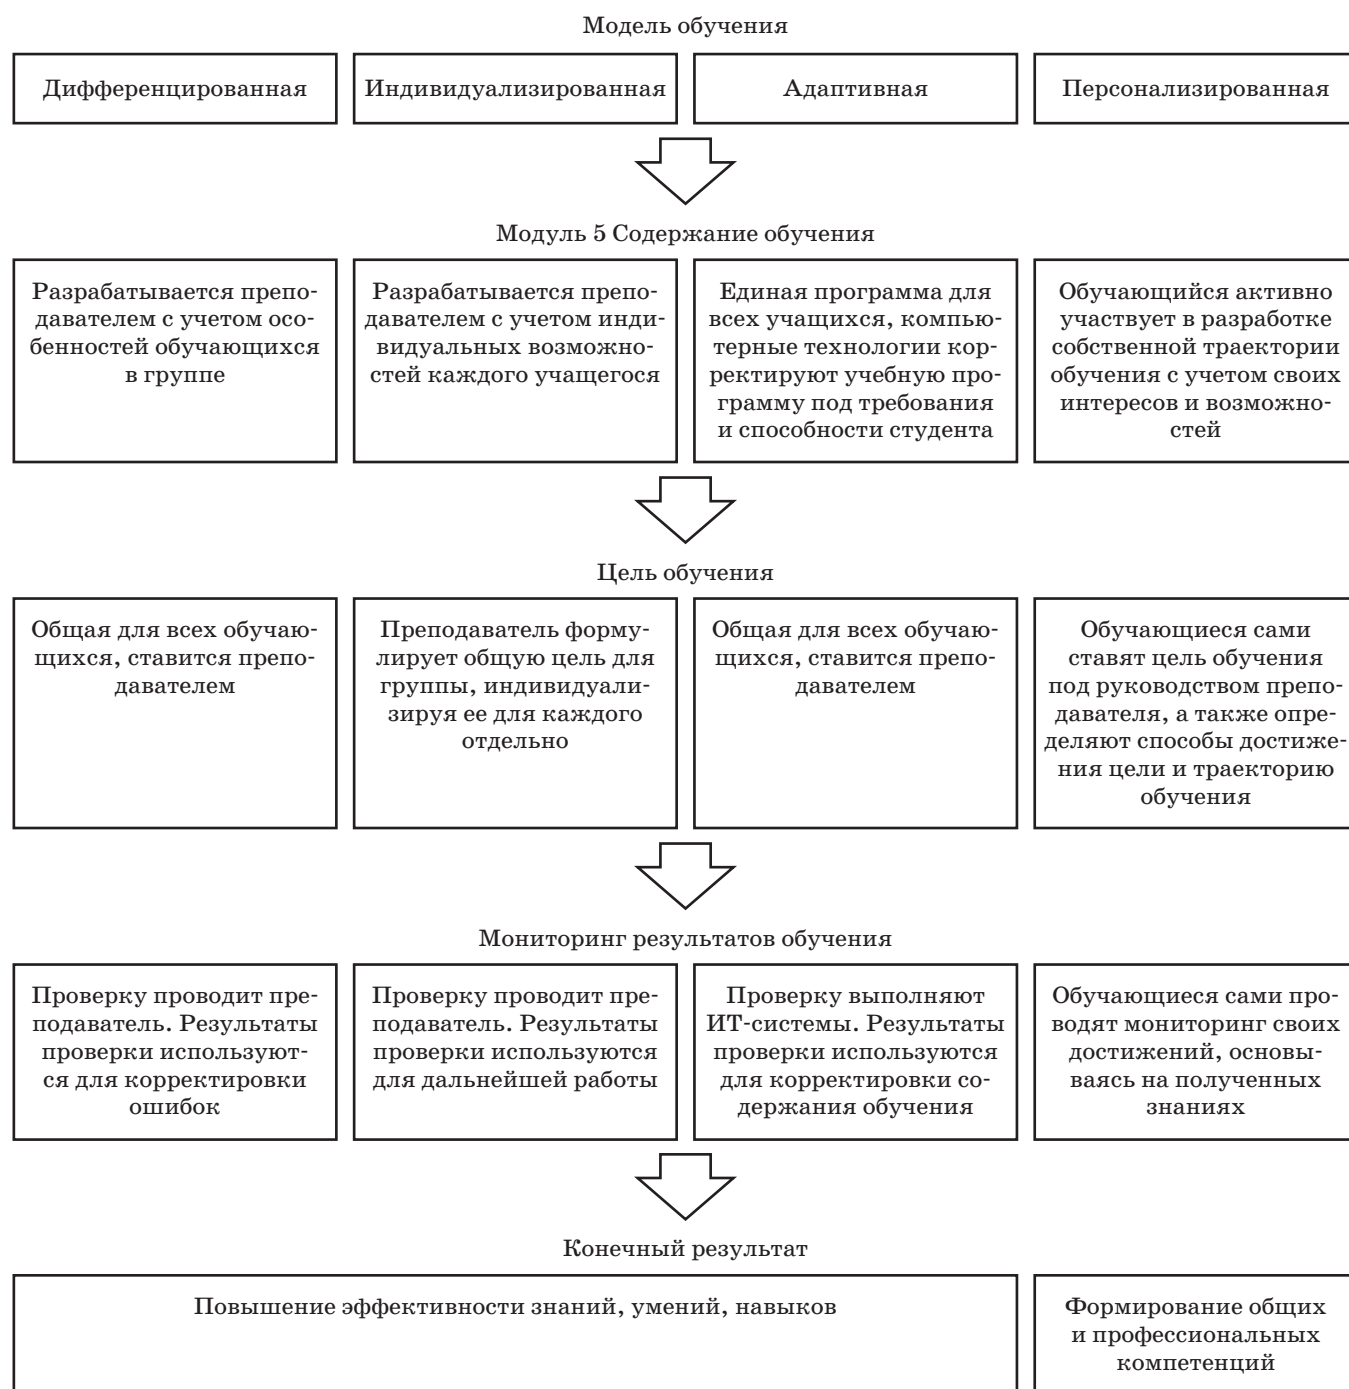 Модель обучения
Дифференцированная
Индивидуализированная
Адаптивная
Персонализированная
Модуль 5 Содержание обучения
Разрабатывается препо-
давателем с учетом осо-
бенностей обучающихся
в группе
Разрабатывается препо-
давателем с учетом инди-
видуальных возможно-
стей каждого учащегося
Единая программа для
всех учащихся, компью-
терные технологии кор-
ректируют учебную про-
грамму под требования
и способности студента
Обучающийся активно
участвует в разработке
собственной траектории
обучения с учетом своих
интересов и возможно-
стей
Цель обучения
Общая для всех обучаю-
щихся, ставится препо-
давателем
Преподаватель форму-
лирует общую цель для
группы, индивидуали-
зируя ее для каждого
отдельно
Общая для всех обучаю-
щихся, ставится препо-
давателем
Обучающиеся сами
ставят цель обучения
под руководством препо-
давателя, а также опре-
деляют способы достиже-
ния цели и траекторию
обучения
Мониторинг результатов обучения
Проверку проводит пре-
подаватель. Результаты
проверки использую­т-
ся для корректировки
ошибок
Проверку проводит пре-
подаватель. Результаты
проверки используются
для дальнейшей работы
Проверку выполняют
ИТ-системы. Результаты
проверки используются
для корректировки со-
держания обучения
Обучающиеся сами про-
водят мониторинг своих
достижений, основы-
ваясь на полученных
знаниях
Конечный результат
Повышение эффективности знаний, умений, навыков
Формирование общих
и профессиональных
компетенций